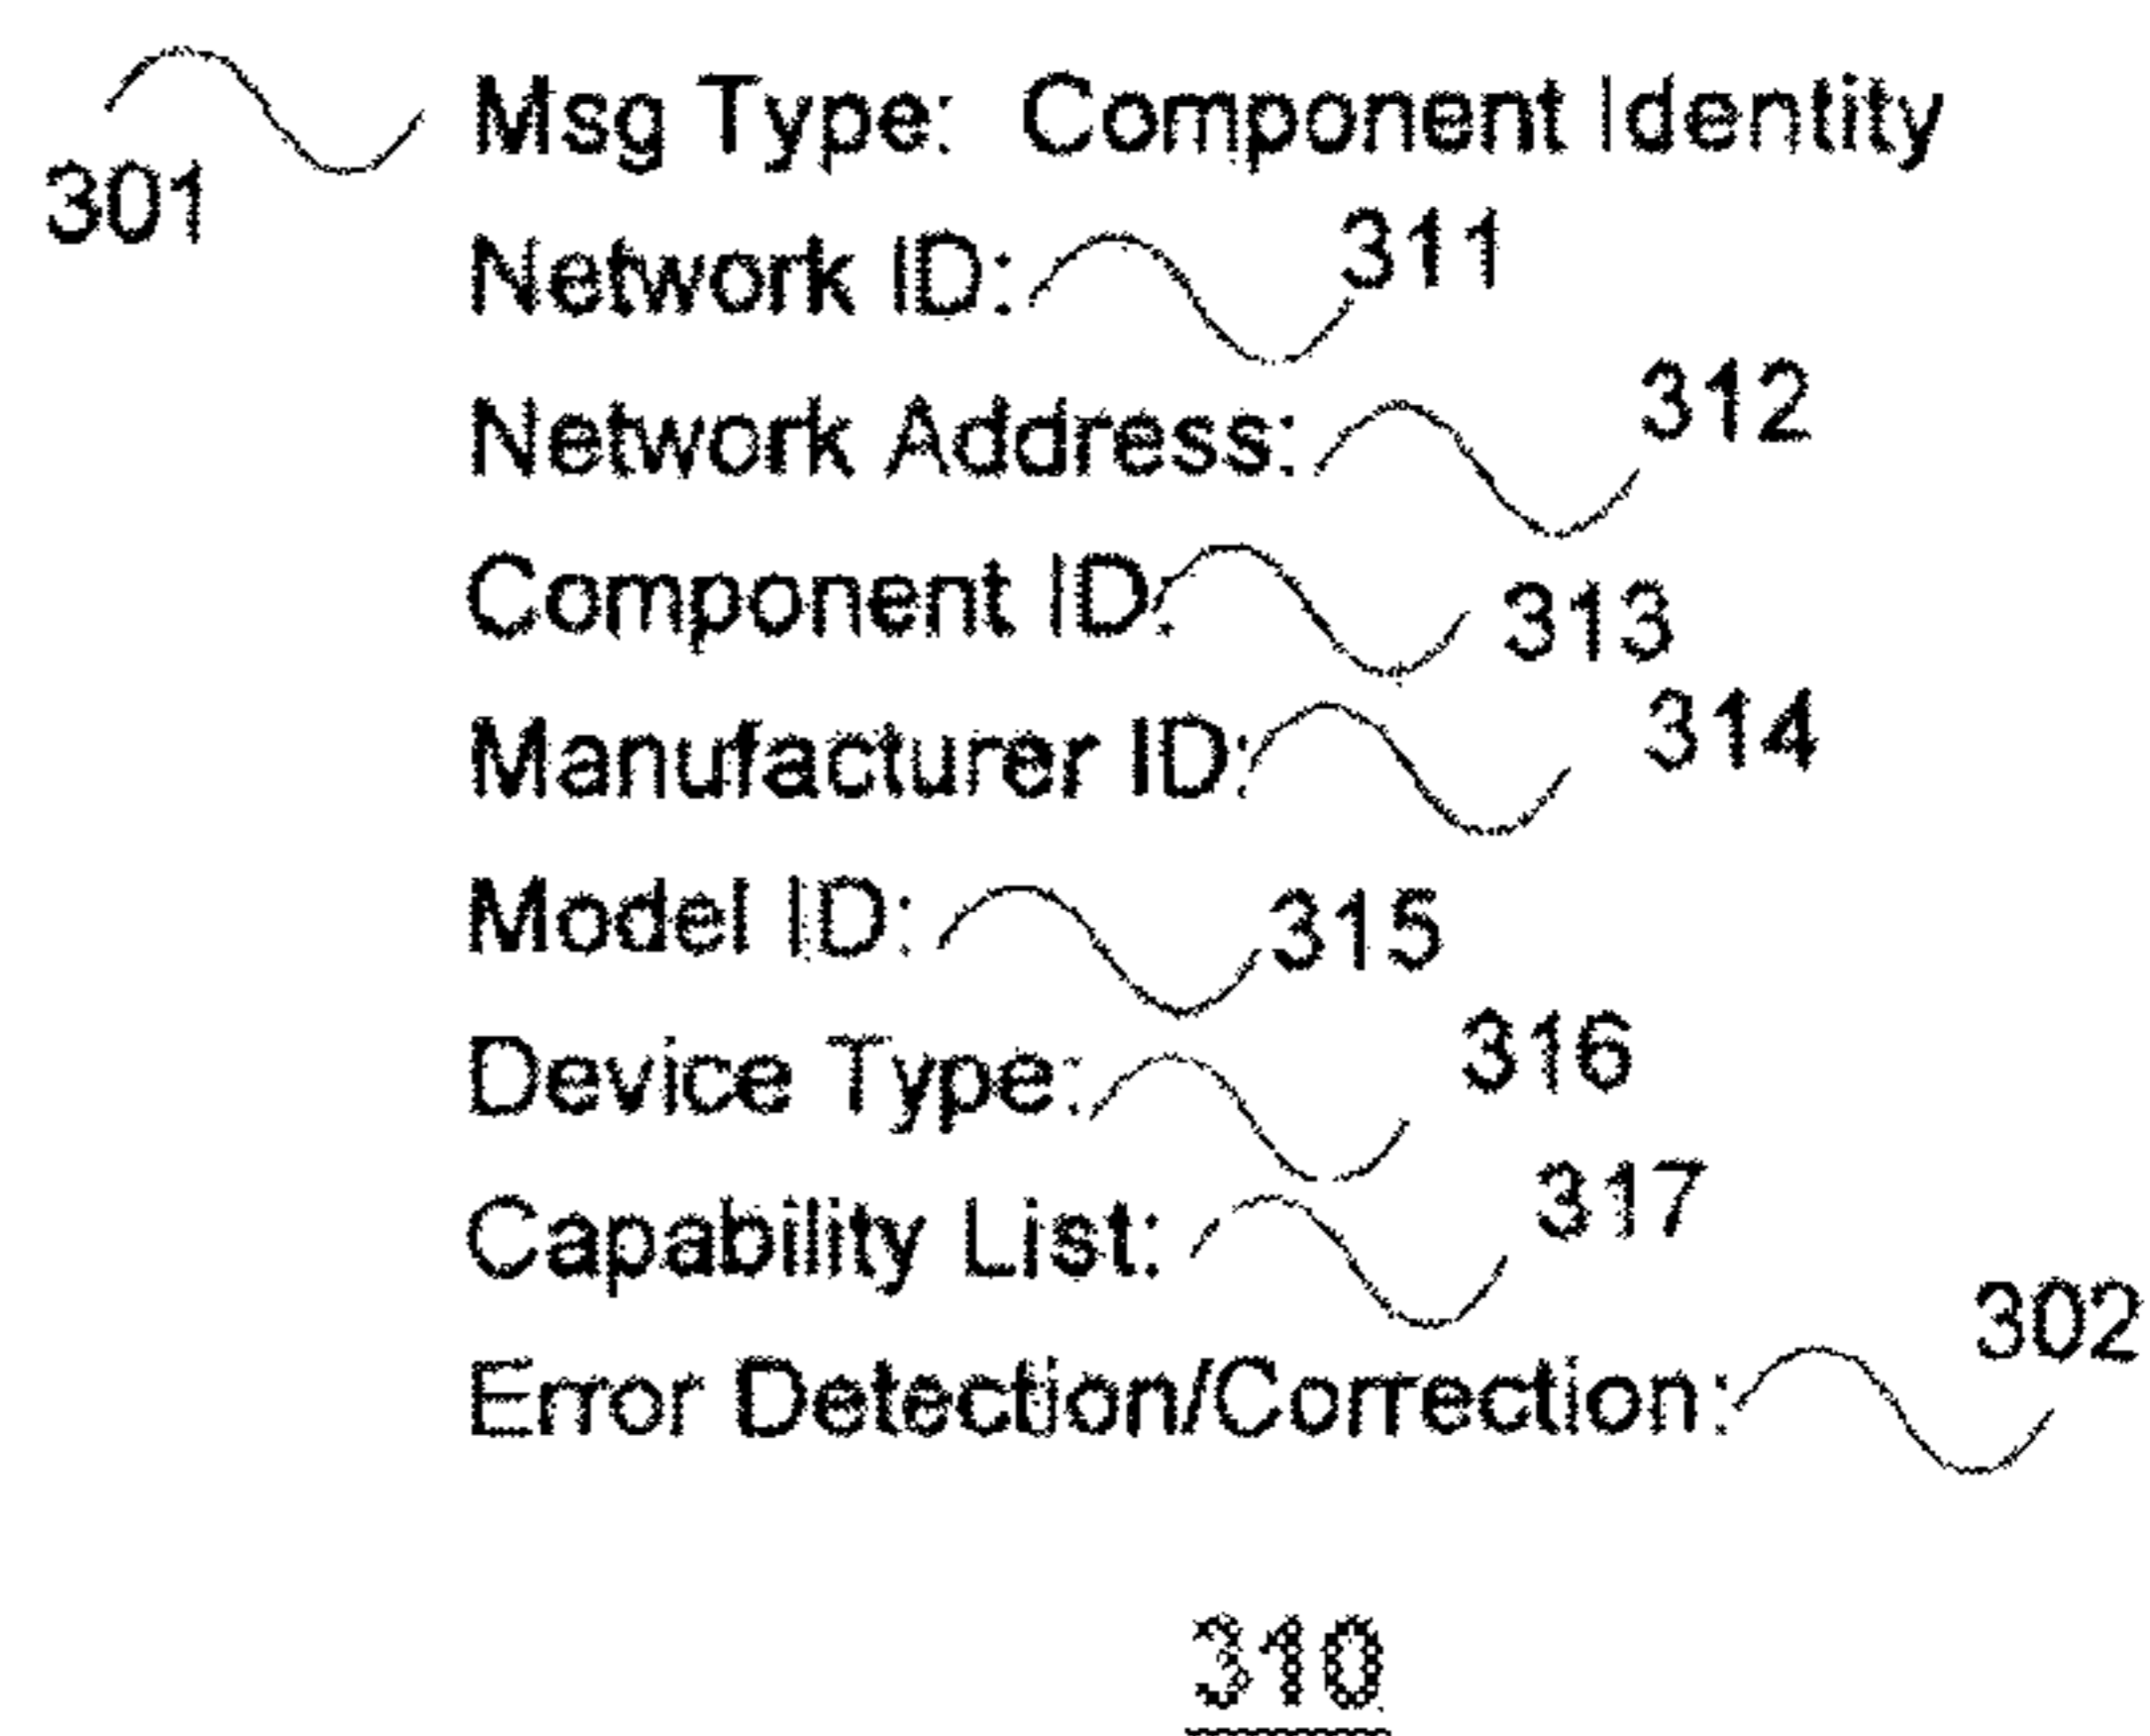 301 Msg Type: Component Identity
Network ID: 311
Network Address: 312
Component ID: 313
Manufacturer ID: 314
Model ID: 315
Device Type: 316
Capability List: 317
Error Detection/Correction: 302
310